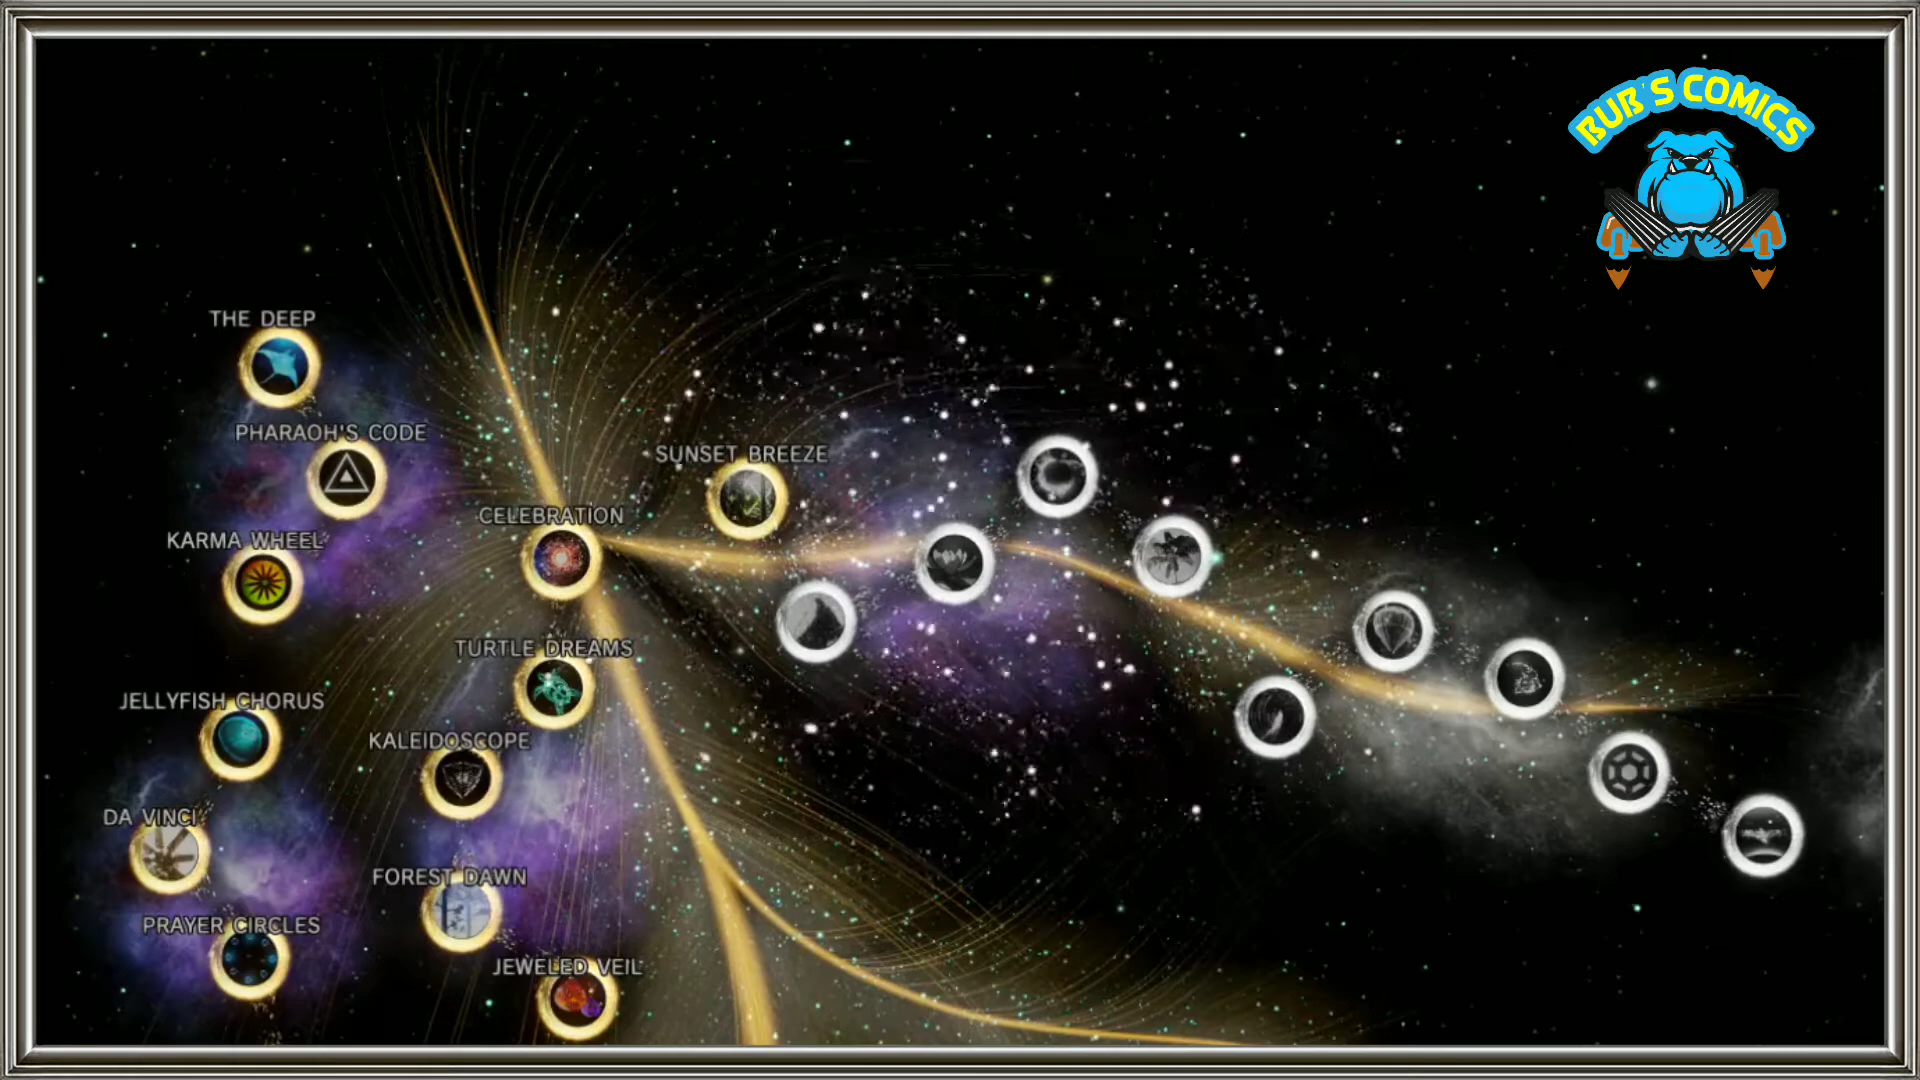 BUB'S COMICS
THE DEEP
PHARAOH'S CODE
SUNSET BREEZE
CELEBRATION
KARMA WHEEL
TURTLE DREAMS
JELLYFISH CHORUS
KALEIDOSCOPE
DA VINCI
FOREST DAWN
PRAYER CIRCLES
JEWELED VEIL